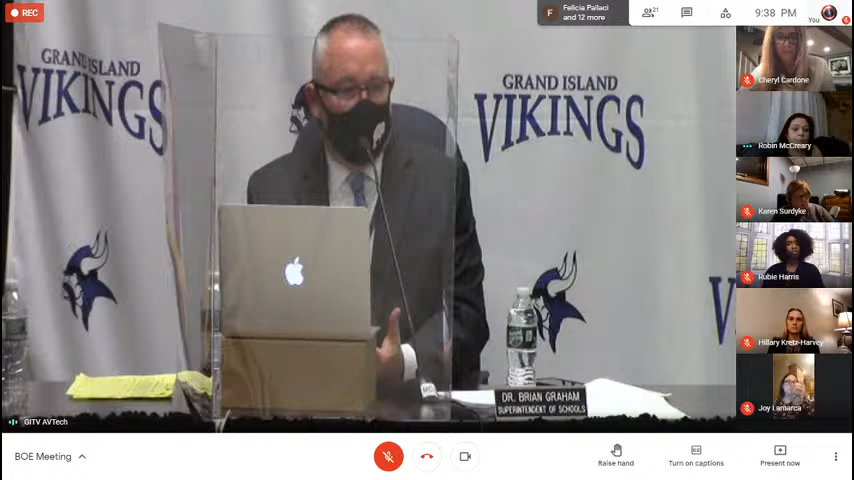 REC
Felicia Pallaci
and 12 more
F
21
9:38 PM
You
GRAND ISLAND
VIKINGS
GRAND ISLAND
VIKINGS
V
Cheryl Cardone
Robin McCreary
Karen Surdyke
Rubie Harris
Hillary Kretz-Harvey
Joy Lamarca
DR. BRIAN GRAHAM
SUPERINTENDENT OF SCHOOLS
GITV AVTech
BOE Meeting
Raise hand
Turn on captions
Present now